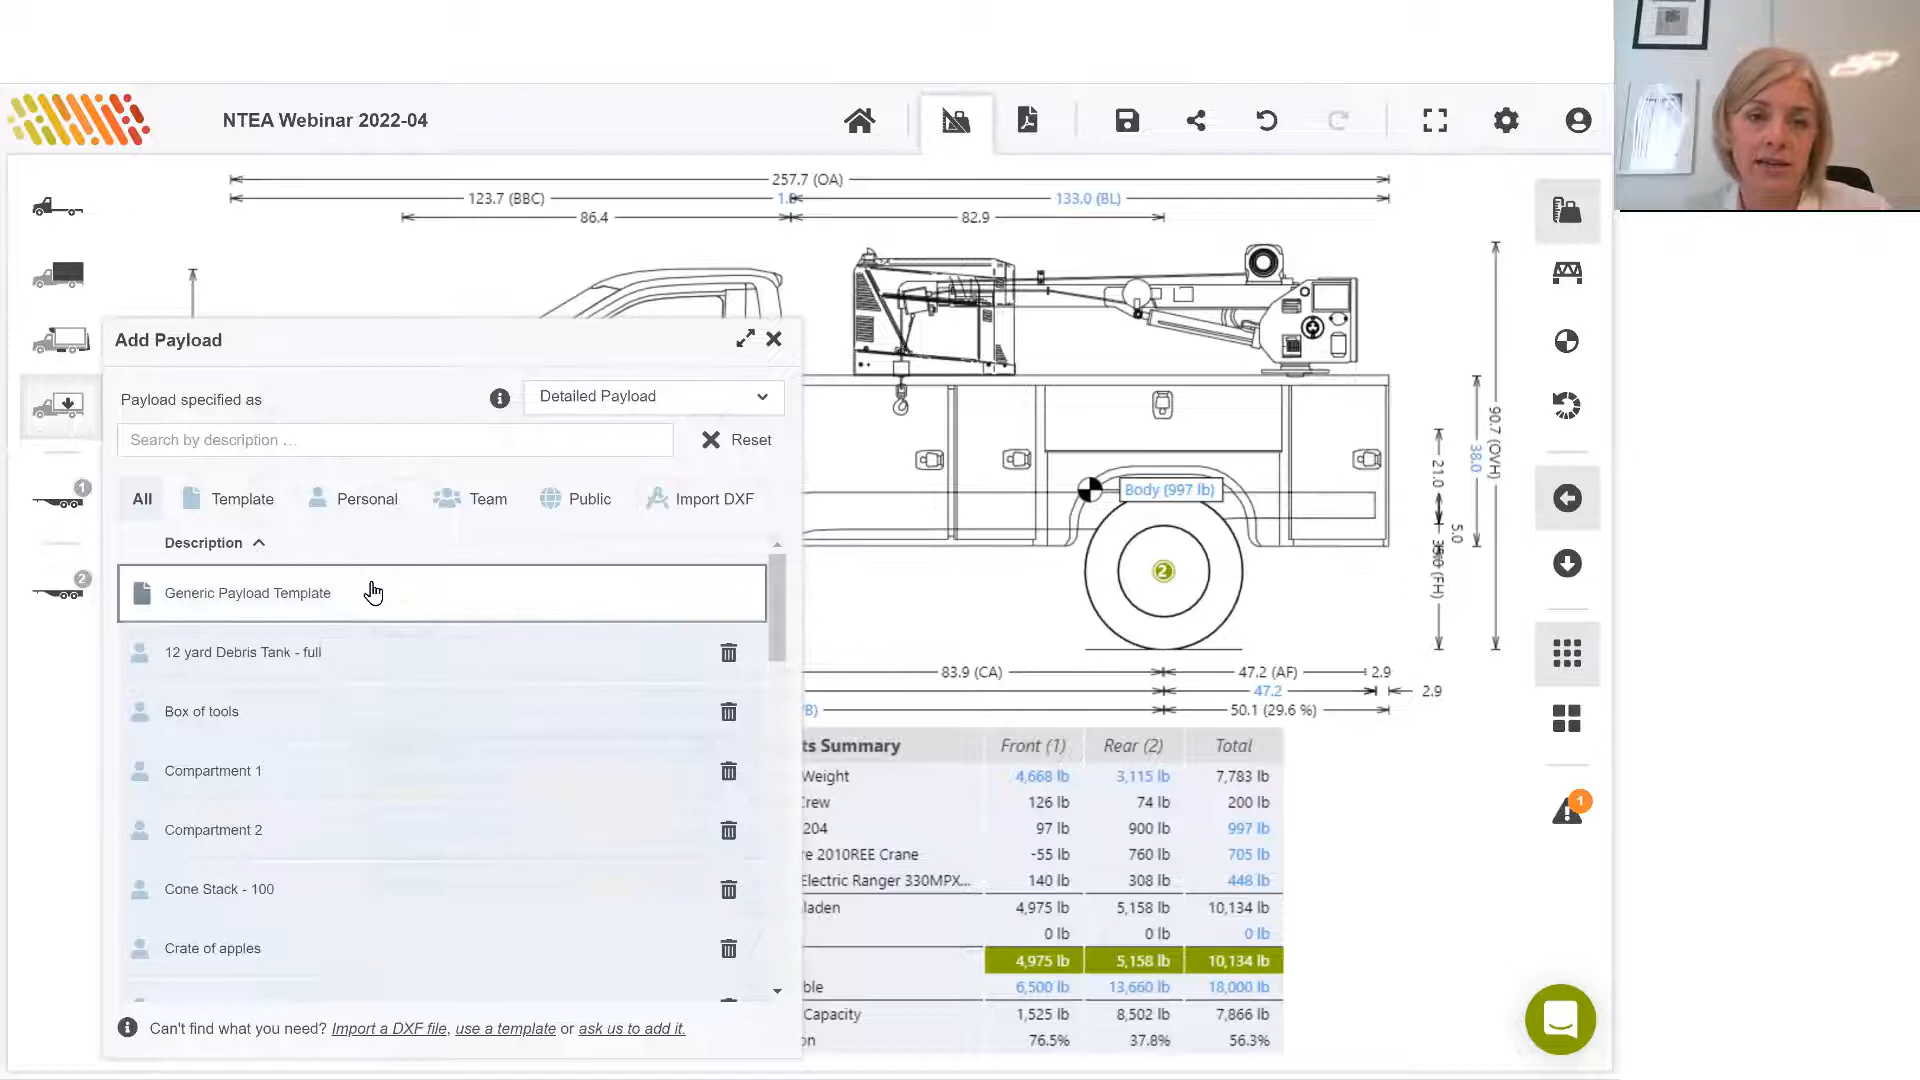 NTEA Webinar 2022-04
257.7 (OA)
123.7 (BBC)
133.0 (BL)
86.4
82.9
Add Payload
Payload specified as
Detailed Payload
Search by description ...
Reset
All
Template
Personal
Team
Public
Import DXF
Description
Generic Payload Template
12 yard Debris Tank - full
Box of tools
Compartment 1
Compartment 2
Cone Stack - 100
Crate of apples
Can't find what you need? Import a DXF file, use a template or ask us to add it.
Body (997 lb)
2
90.7 (OVH)
38.0
21.0
5.0
(FH)
83.9 (CA)
47.2 (AF)
2.9
47.2
2.9
50.1 (29.6 %)
Summary Front (1) Rear (2) Total
Weight 4,668 lb 3,115 lb 7,783 lb
126 lb 74 lb 200 lb
204 97 lb 900 lb 997 lb
re 2010REE Crane -55 lb 760 lb 705 lb
Electric Ranger 330MPX... 140 lb 308 lb 448 lb
laden 4,975 lb 5,158 lb 10,134 lb
0 lb 0 lb 0 lb
4,975 lb 5,158 lb 10,134 lb
ble 6,500 lb 13,660 lb 18,000 lb
Capacity 1,525 lb 8,502 lb 7,866 lb
on 76.5% 37.8% 56.3%
1
2
1